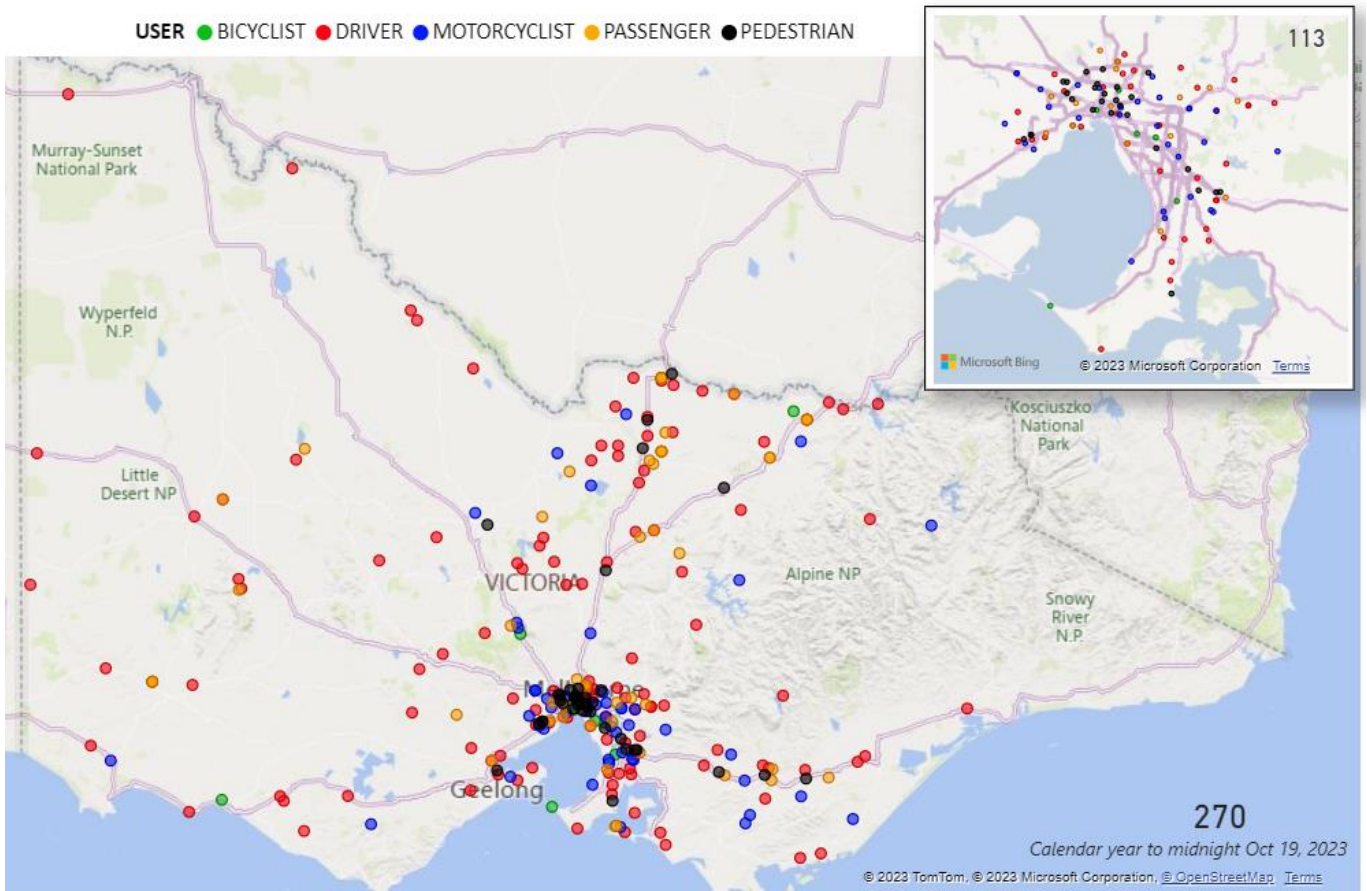 USER BICYCLIST DRIVER MOTORCYCLIST PASSENGER PEDESTRIAN
113
Microsoft Bing
© 2023 Microsoft Corporation Terms
Murray-Sunset
National Park
Wyperfeld
N.P.
Kosciuszko
National
Park
Little
Desert NP
VICTORIA
Alpine NP
Snowy
River
N.P.
Geelong
270
Calendar year to midnight Oct 19, 2023
© 2023 TomTom, © 2023 Microsoft Corporation, © OpenStreetMap Terms